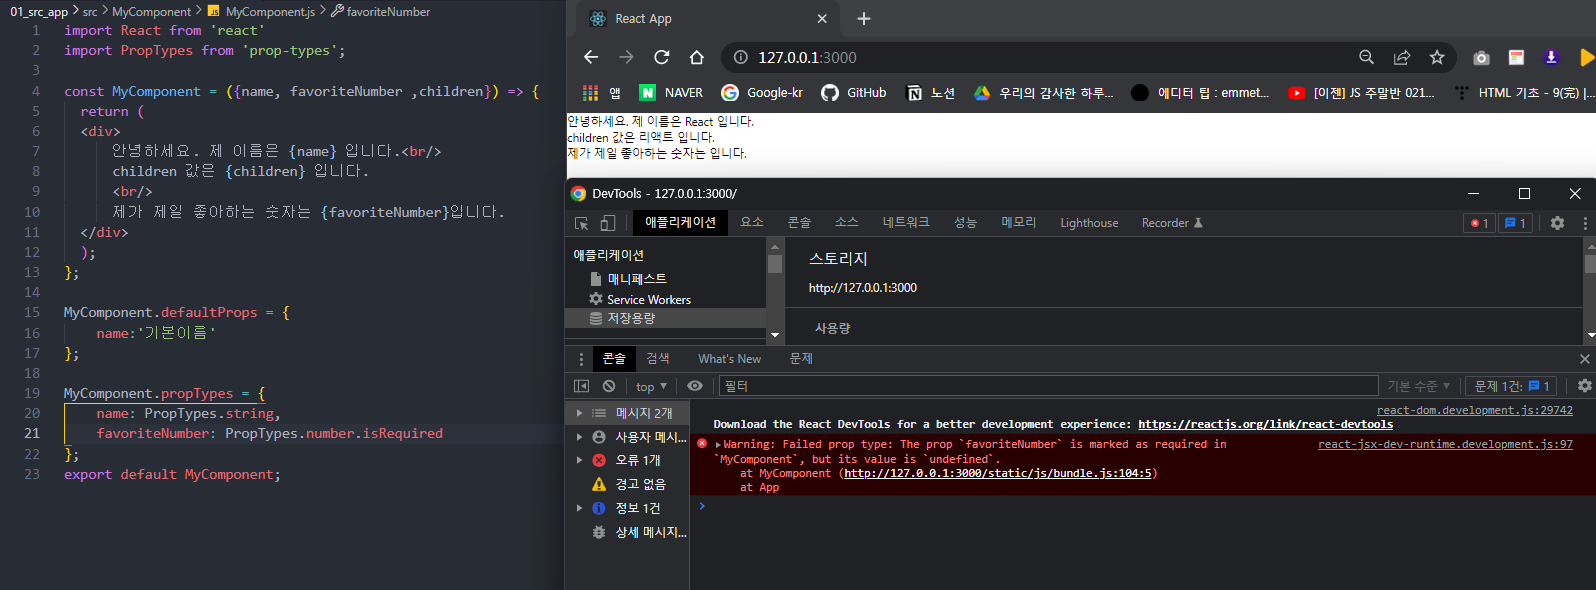 01_src_app > src > MyComponent > JS MyComponent.js > favoriteNumber
1 import React from 'react'
2 import PropTypes from 'prop-types';
3
4 const MyComponent = ({name, favoriteNumber ,children}) => {
5 return (
6 <div>
7 안녕하세요. 제 이름은 {name} 입니다.<br/>
8 children 값은 {children} 입니다.
9 <br/>
10 제가 제일 좋아하는 숫자는 {favoriteNumber}입니다.
11 </div>
12 );
13 };
14
15 MyComponent.defaultProps = {
16 name:'기본이름'
17 };
18
19 MyComponent.propTypes = {
20 name: PropTypes.string,
21 favoriteNumber: PropTypes.number.isRequired
22 };
23 export default MyComponent;
React App
127.0.0.1:3000
앱 N NAVER Google-kr GitHub 노션 우리의 감사한 하루... 에디터 팁 : emmet... [이젠] JS 주말반 021... HTML 기초 - 9(完) |...
안녕하세요. 제 이름은 React 입니다.
children 값은 리액트 입니다.
제가 제일 좋아하는 숫자는 입니다.
DevTools - 127.0.0.1:3000/
애플리케이션 요소 콘솔 소스 네트워크 성능 메모리 Lighthouse Recorder 1 1
애플리케이션
매니페스트
Service Workers
저장용량
스토리지
http://127.0.0.1:3000
사용량
콘솔 검색 What's New 문제
top 필터 기본 수준 문제 1건: 1
메시지 2개
사용자 메시...
오류 1개
경고 없음
정보 1건
상세 메시지...
react-dom.development.js:29742
Download the React DevTools for a better development experience: https://reactjs.org/link/react-devtools
Warning: Failed prop type: The prop `favoriteNumber` is marked as required in react-jsx-dev-runtime.development.js:97
`MyComponent`, but its value is `undefined`.
at MyComponent (http://127.0.0.1:3000/static/js/bundle.js:104:5)
at App